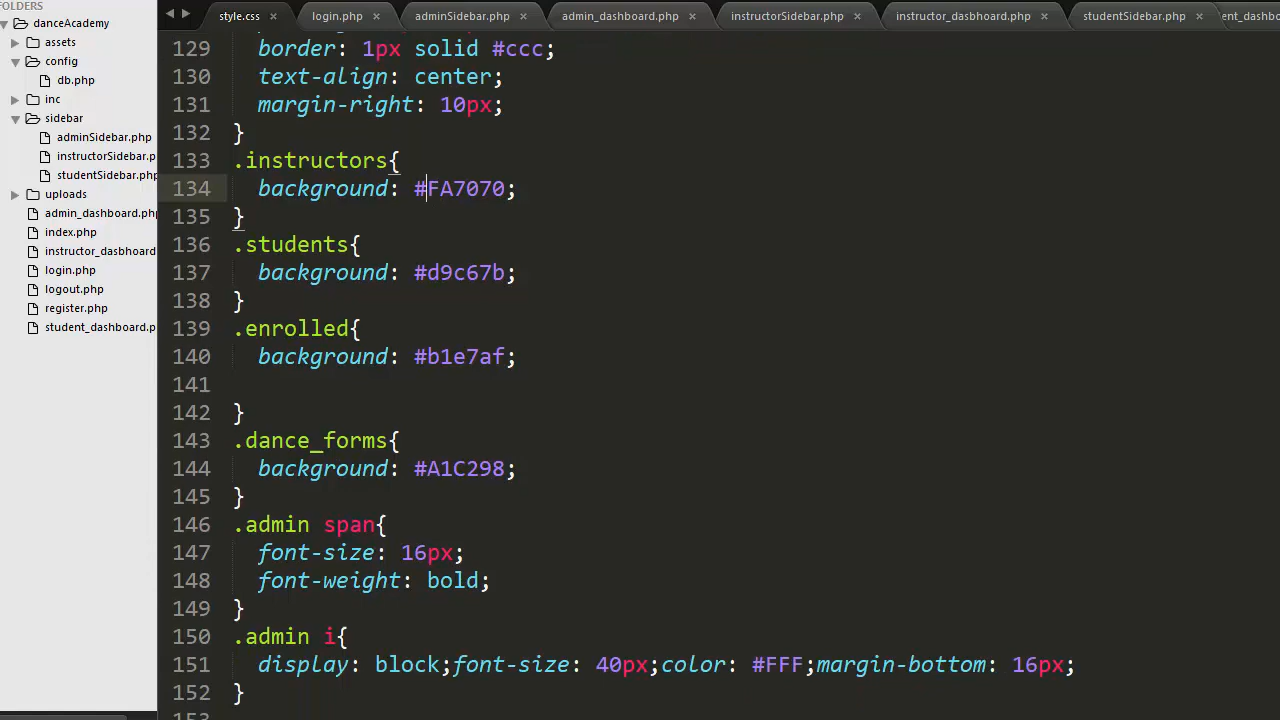 FOLDERS
danceAcademy
assets
config
db.php
inc
sidebar
adminSidebar.php
instructorSidebar.p
studentSidebar.php
uploads
admin_dashboard.ph
index.php
instructor_dasbhoard
login.php
logout.php
register.php
student_dashboard.p
style.css × login.php × adminSidebar.php × admin_dashboard.php × instructorSidebar.php × instructor_dasbhoard.php × studentSidebar.php × ent_dashbo
129 border: 1px solid #ccc;
130 text-align: center;
131 margin-right: 10px;
132 }
133 .instructors{
134 background: #FA7070;
135 }
136 .students{
137 background: #d9c67b;
138 }
139 .enrolled{
140 background: #b1e7af;
141
142 }
143 .dance_forms{
144 background: #A1C298;
145 }
146 .admin span{
147 font-size: 16px;
148 font-weight: bold;
149 }
150 .admin i{
151 display: block;font-size: 40px;color: #FFF;margin-bottom: 16px;
152 }
153